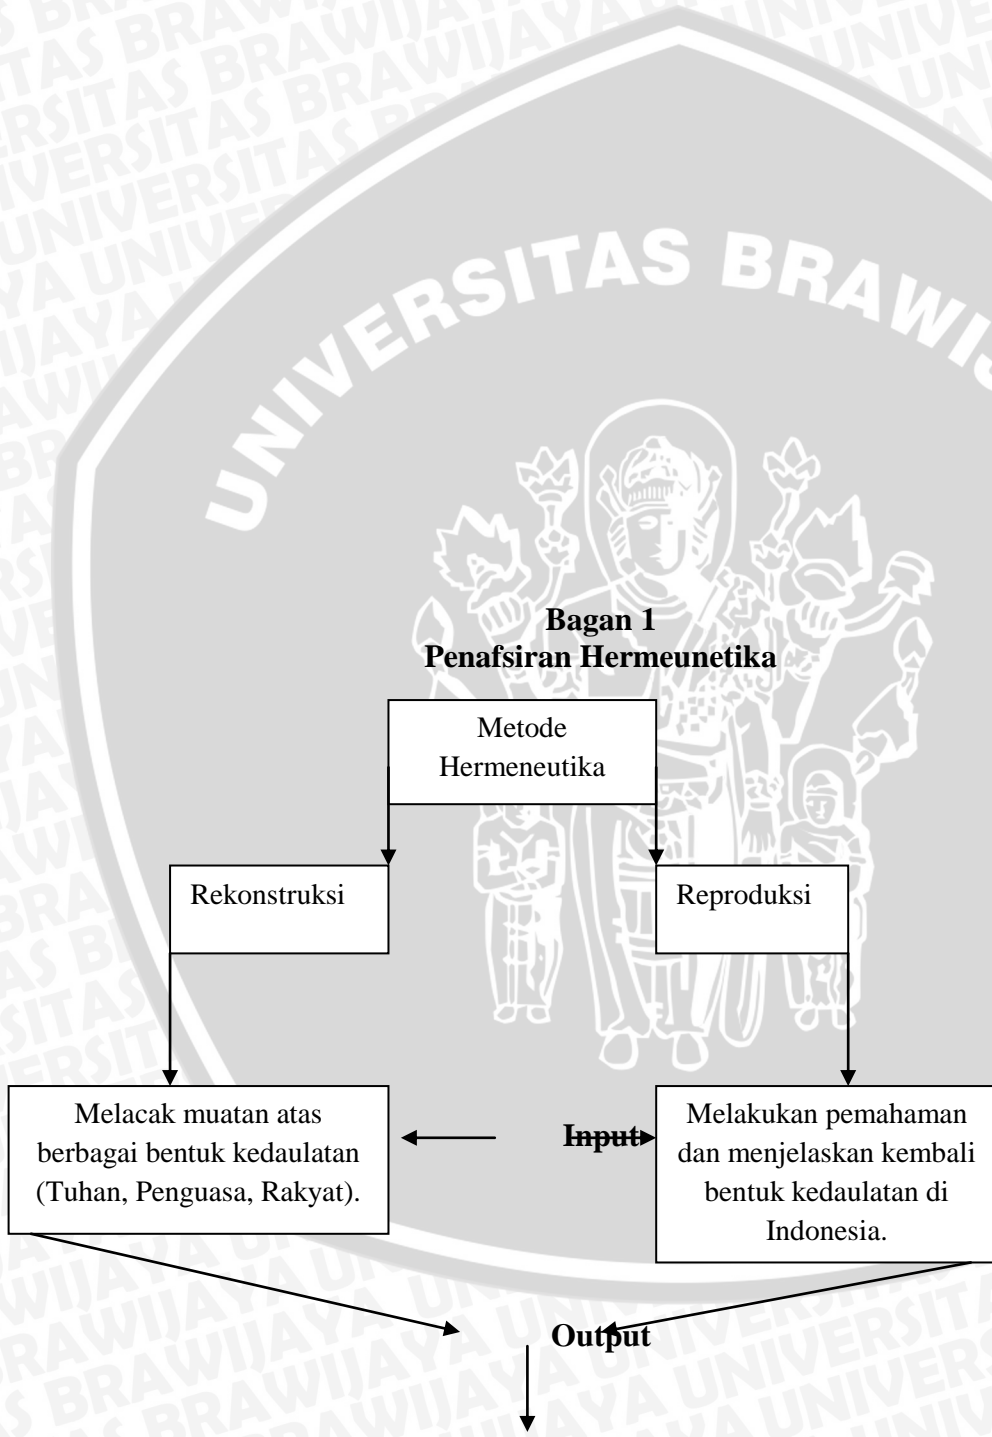 UNIVERSITAS BRAWIJ
Bagan 1
Penafsiran Hermeunetika
Metode
Hermeneutika
Rekonstruksi
Reproduksi
Melacak muatan atas
berbagai bentuk kedaulatan
(Tuhan, Penguasa, Rakyat).
Input
Melakukan pemahaman
dan menjelaskan kembali
bentuk kedaulatan di
Indonesia.
Output